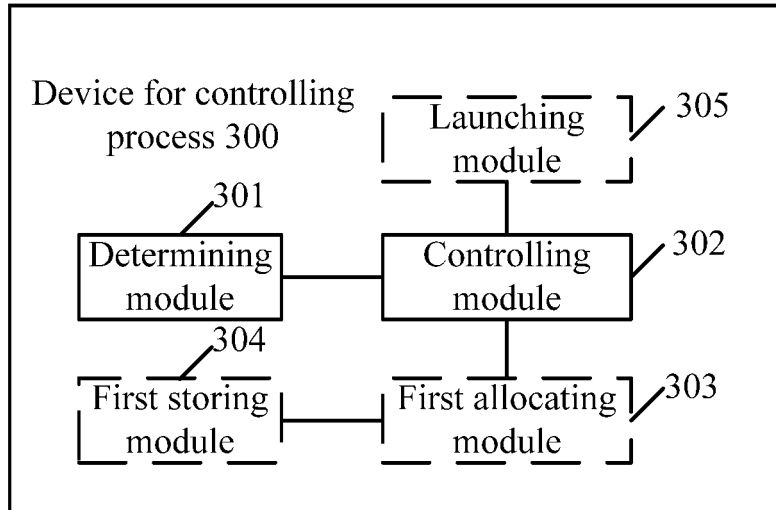 Device for controlling
process 300
Launching
module
305
301
Determining
module
Controlling
module
302
304
First storing
module
First allocating
module
303